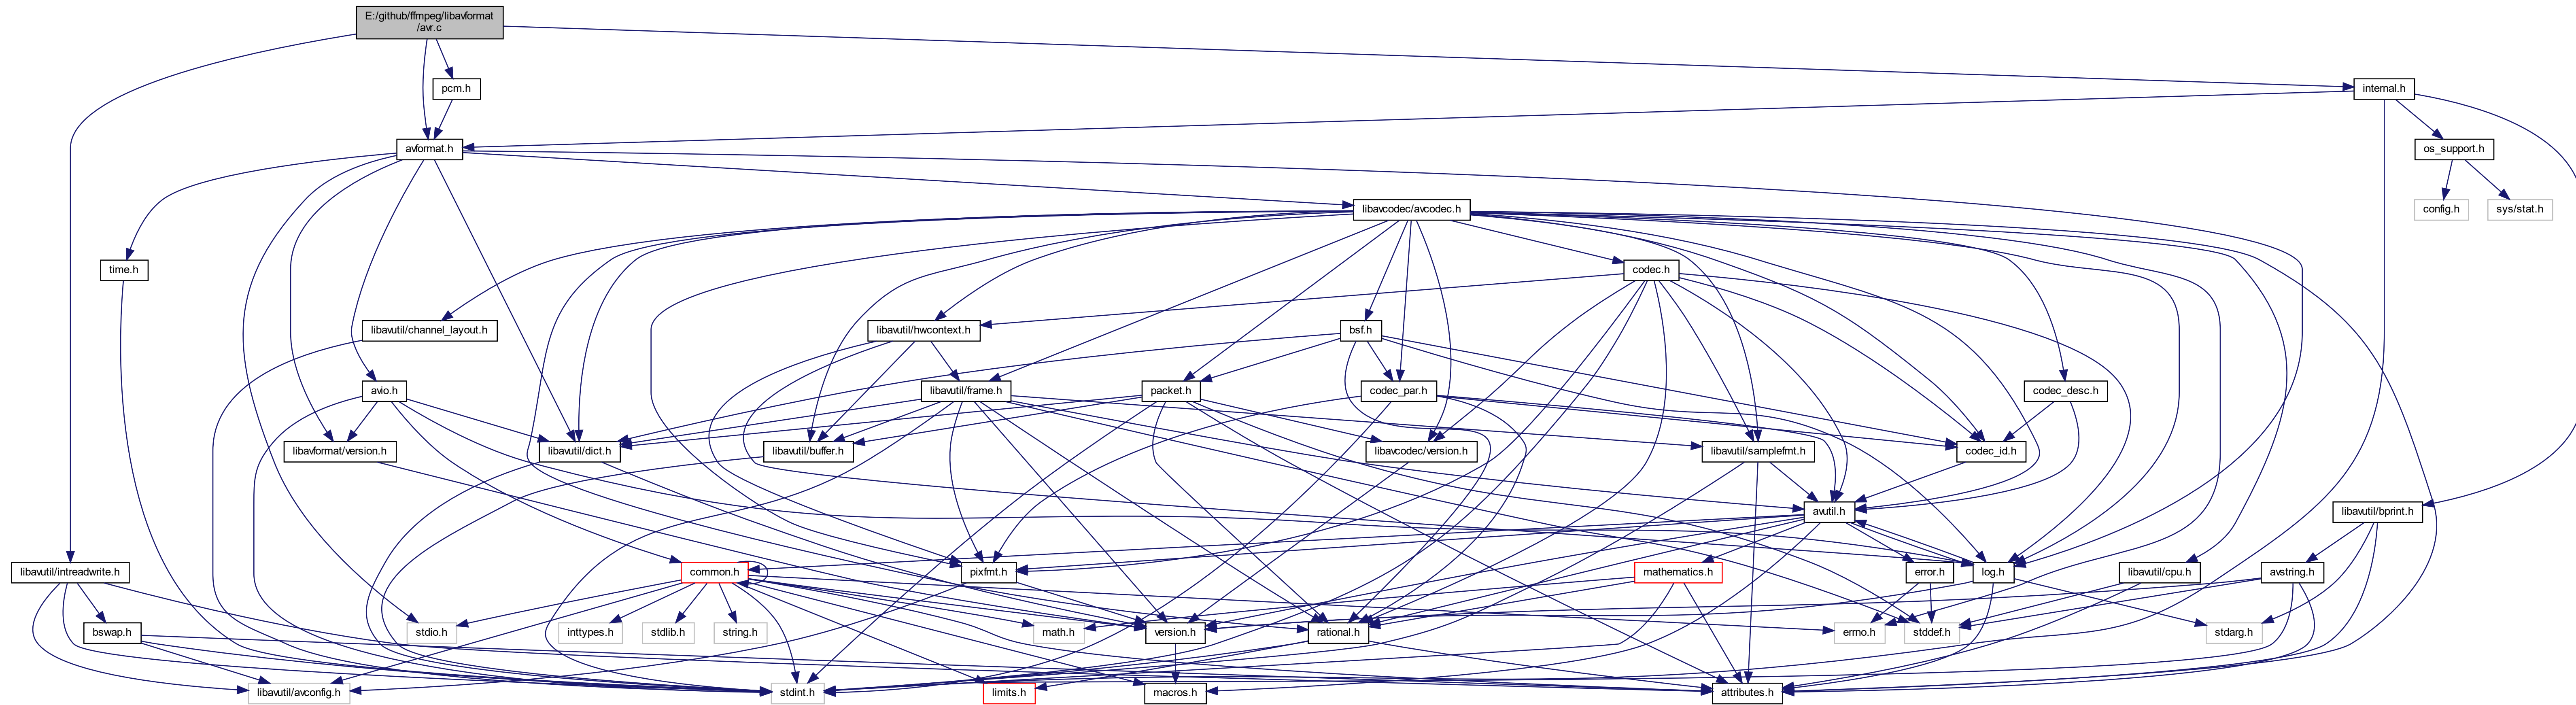 E:/github/ffmpeg/libavformat
/avr.c
pcm.h
internal.h
avformat.h
os_support.h
libavcodec/avcodec.h
config.h
sys/stat.h
time.h
codec.h
libavutil/channel_layout.h
libavutil/hwcontext.h
bsf.h
avio.h
libavutil/frame.h
packet.h
codec_par.h
codec_desc.h
libavformat/version.h
libavutil/dict.h
libavutil/buffer.h
libavcodec/version.h
libavutil/samplefmt.h
codec_id.h
avutil.h
libavutil/bprint.h
libavutil/intreadwrite.h
common.h
pixfmt.h
mathematics.h
error.h
log.h
libavutil/cpu.h
avstring.h
bswap.h
stdio.h
inttypes.h
stdlib.h
string.h
math.h
version.h
rational.h
errno.h
stddef.h
stdarg.h
libavutil/avconfig.h
stdint.h
limits.h
macros.h
attributes.h